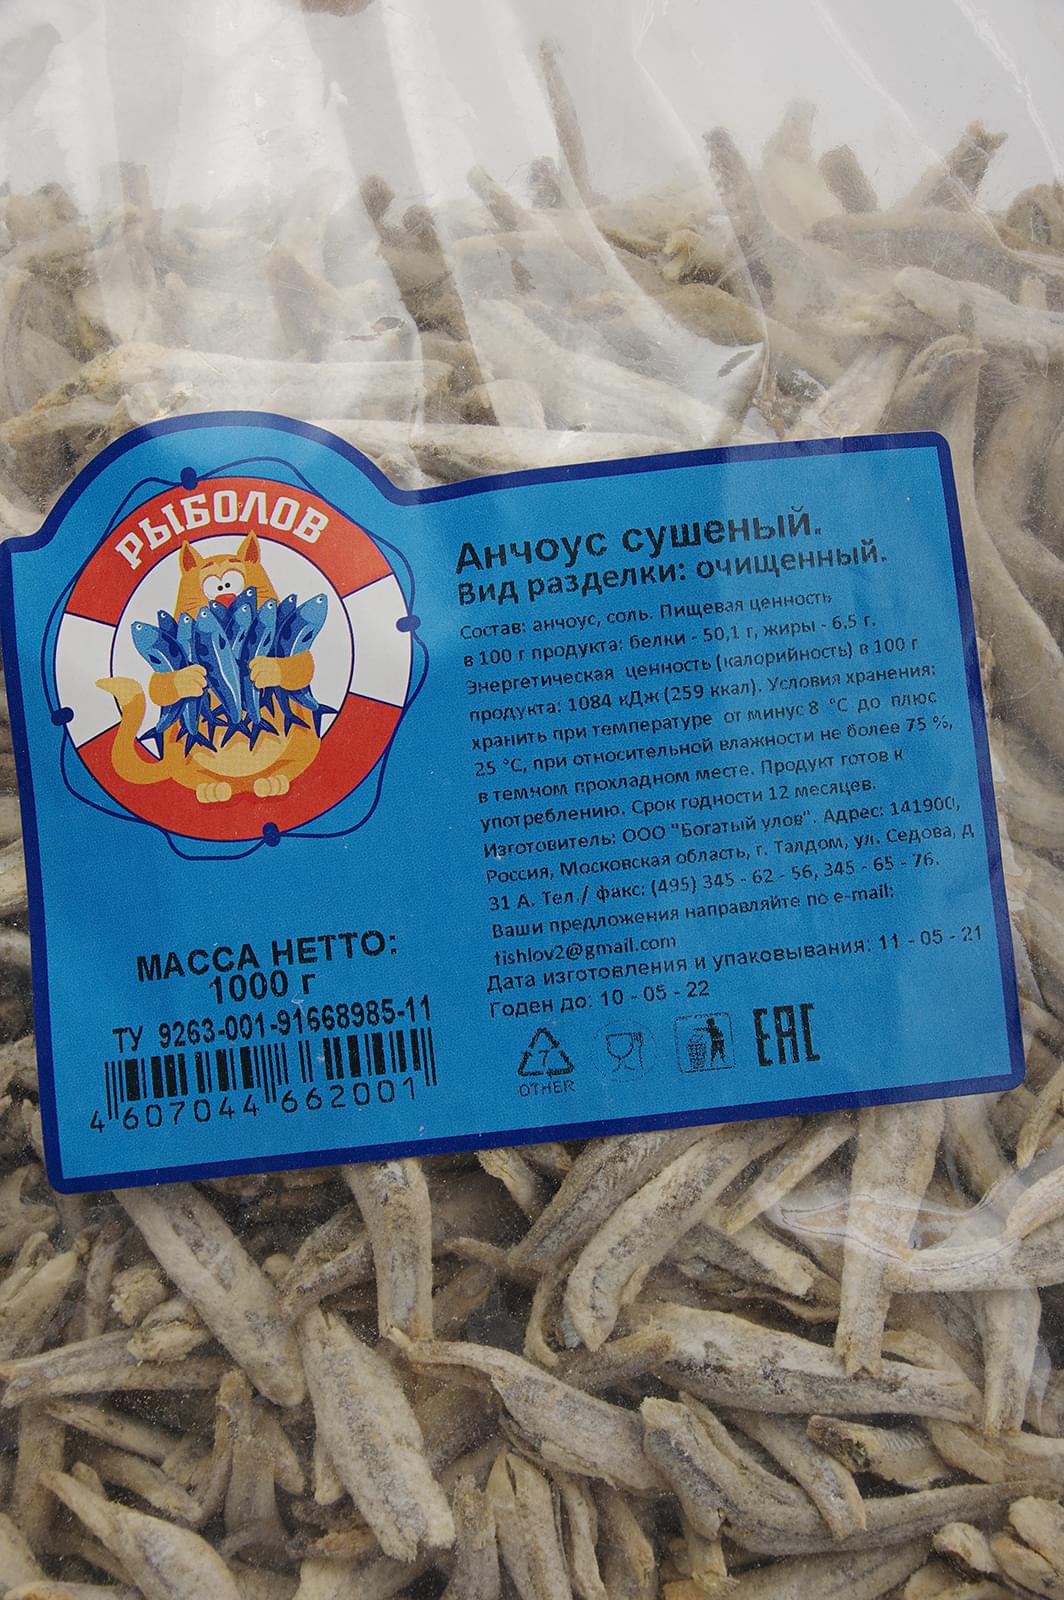 РЫБОЛОВ
Анчоус сушеный.
Вид разделки: очищенный.
Состав: анчоус, соль. Пищевая ценность
в 100 г продукта: белки - 50,1 г, жиры - 6,5 г.
Энергетическая ценность (калорийность) в 100 г
продукта: 1084 кДж (259 ккал). Условия хранения:
хранить при температуре от минус 8 °С до плюс
25 °С, при относительной влажности не более 75 %,
в темном прохладном месте. Продукт готов к
употреблению. Срок годности 12 месяцев.
Изготовитель: ООО "Богатый улов". Адрес: 141900,
Россия, Московская область, г. Талдом, ул. Седова, д
31 А. Тел./ факс: (495) 345 - 62 - 56, 345 - 65 - 76.
Ваши предложения направляйте по e-mail:
fishlov2@gmail.com
Дата изготовления и упаковывания: 11 - 05 - 21
Годен до: 10 - 05 - 22
МАССА НЕТТО:
1000 г
ТУ 9263-001-91668985-11
4 607044 662001
7
OTHER
EAC